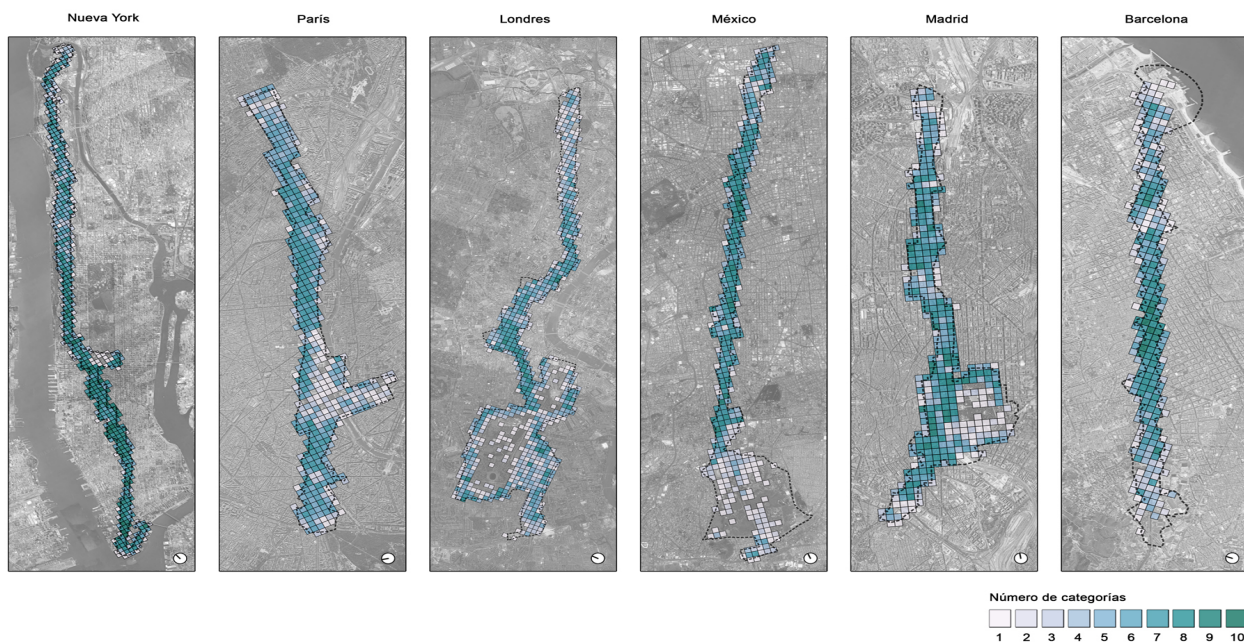 Nueva York
París
Londres
México
Madrid
Barcelona
Número de categorías
1 2 3 4 5 6 7 8 9 10